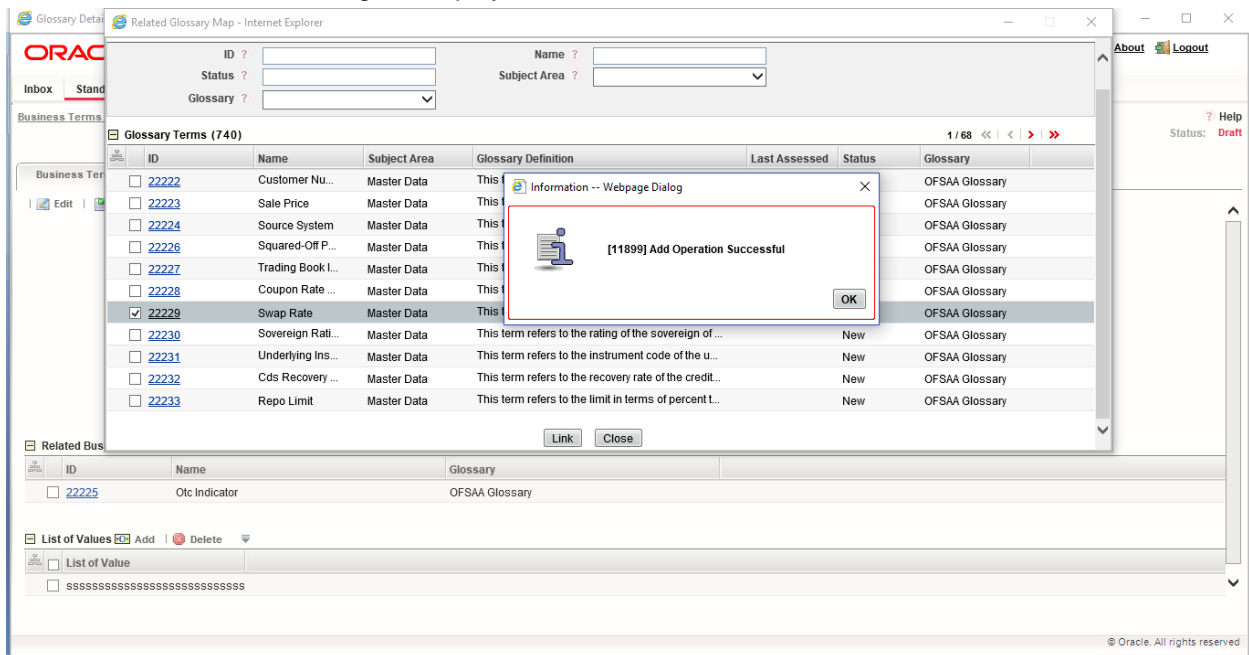 Glossary Detai
Related Glossary Map - Internet Explorer
ORAC
About Logout
ID ? Name ?
Status ? Subject Area ?
Glossary ?
Inbox Stand
Business Terms
? Help
Status: Draft
Glossary Terms (740) 1 / 68
ID Name Subject Area Glossary Definition Last Assessed Status Glossary
Business Ter
Edit
22222 Customer Nu... Master Data This t OFSAA Glossary
22223 Sale Price Master Data This t OFSAA Glossary
22224 Source System Master Data This t OFSAA Glossary
22226 Squared-Off P... Master Data This t OFSAA Glossary
22227 Trading Book I... Master Data This t OFSAA Glossary
22228 Coupon Rate ... Master Data This t OFSAA Glossary
22229 Swap Rate Master Data This t OFSAA Glossary
Information -- Webpage Dialog
[11899] Add Operation Successful
OK
22230 Sovereign Rati... Master Data This term refers to the rating of the sovereign of ... New OFSAA Glossary
22231 Underlying Ins... Master Data This term refers to the instrument code of the u... New OFSAA Glossary
22232 Cds Recovery ... Master Data This term refers to the recovery rate of the credit... New OFSAA Glossary
22233 Repo Limit Master Data This term refers to the limit in terms of percent t... New OFSAA Glossary
Link Close
Related Bus
ID Name Glossary
22225 Otc Indicator OFSAA Glossary
List of Values Add Delete
List of Value
ssssssssssssssssssssssssssss
© Oracle. All rights reserved